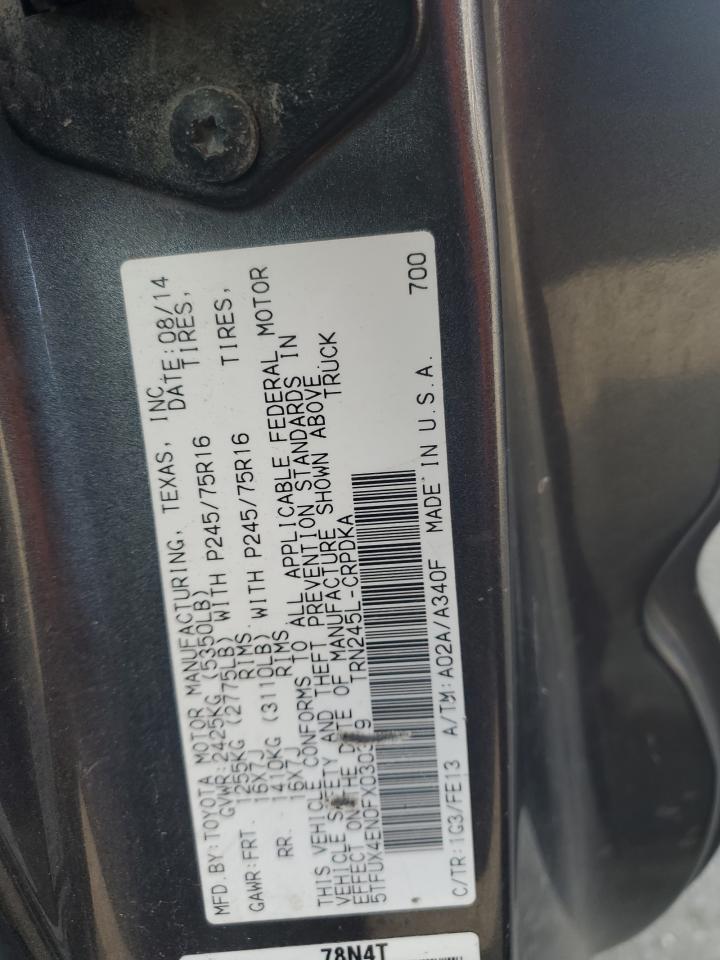 MFD. BY:TOYOTA MOTOR MANUFACTURING, TEXAS, INC.
GVWR:2425KG (5350LB) DATE:08/14
GAWR:FRT. 1255KG (2775LB) WITH P245/75R16 TIRES,
16X7J RIMS.
RR. 1410KG (3110LB) WITH P245/75R16 TIRES,
16X7J RIMS
THIS VEHICLE CONFORMS TO ALL APPLICABLE FEDERAL MOTOR
VEHICLE SAFETY AND THEFT PREVENTION STANDARDS IN
EFFECT ON THE DATE OF MANUFACTURE SHOWN ABOVE.
TRN245L-CRPDKA TRUCK
C/TR:1G3/FE13 A/TM:A02A/A340F MADE IN U.S.A. 700
78N4T